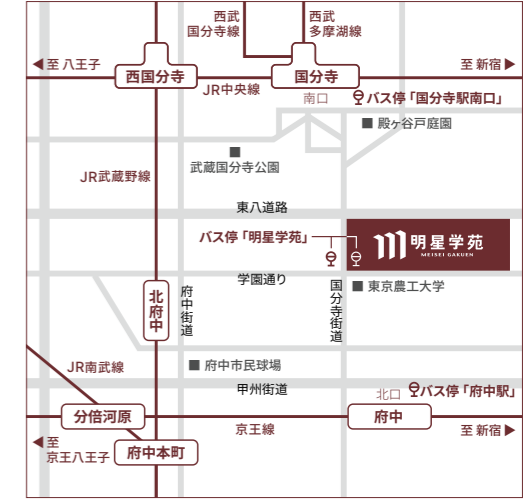 西武
国分寺線
西武
多摩湖線
至 八王子
西国分寺
国分寺
至 新宿
JR中央線
南口
バス停「国分寺駅南口」
殿ヶ谷戸庭園
武蔵国分寺公園
JR武蔵野線
東八道路
バス停「明星学苑」
明星学苑
MEISEI GAKUEN
学園通り
東京農工大学
北府中
府中街道
国分寺街道
JR南武線
府中市民球場
甲州街道
北口
バス停「府中駅」
分倍河原
府中
京王線
至 新宿
至
京王八王子
府中本町